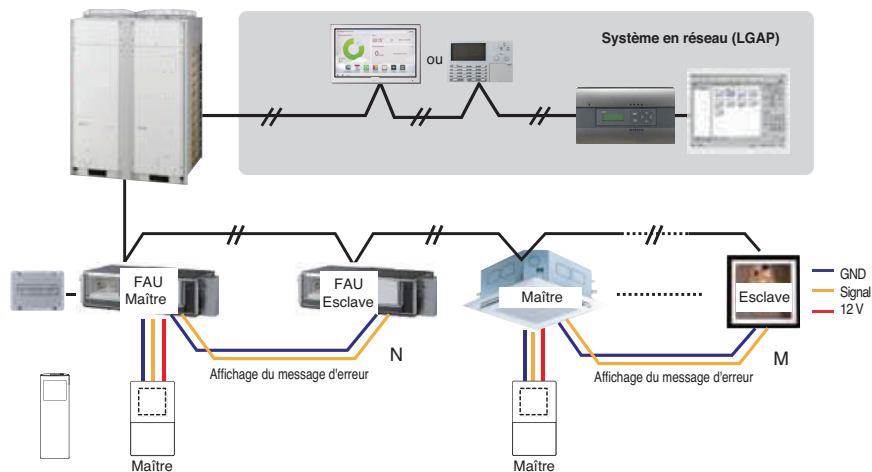 Système en réseau (LGAP)
ou
FAU
Maître
FAU
Esclave
Maître
Esclave
GND
Signal
12 V
N
M
Affichage du message d'erreur
Affichage du message d'erreur
Maître
Maître